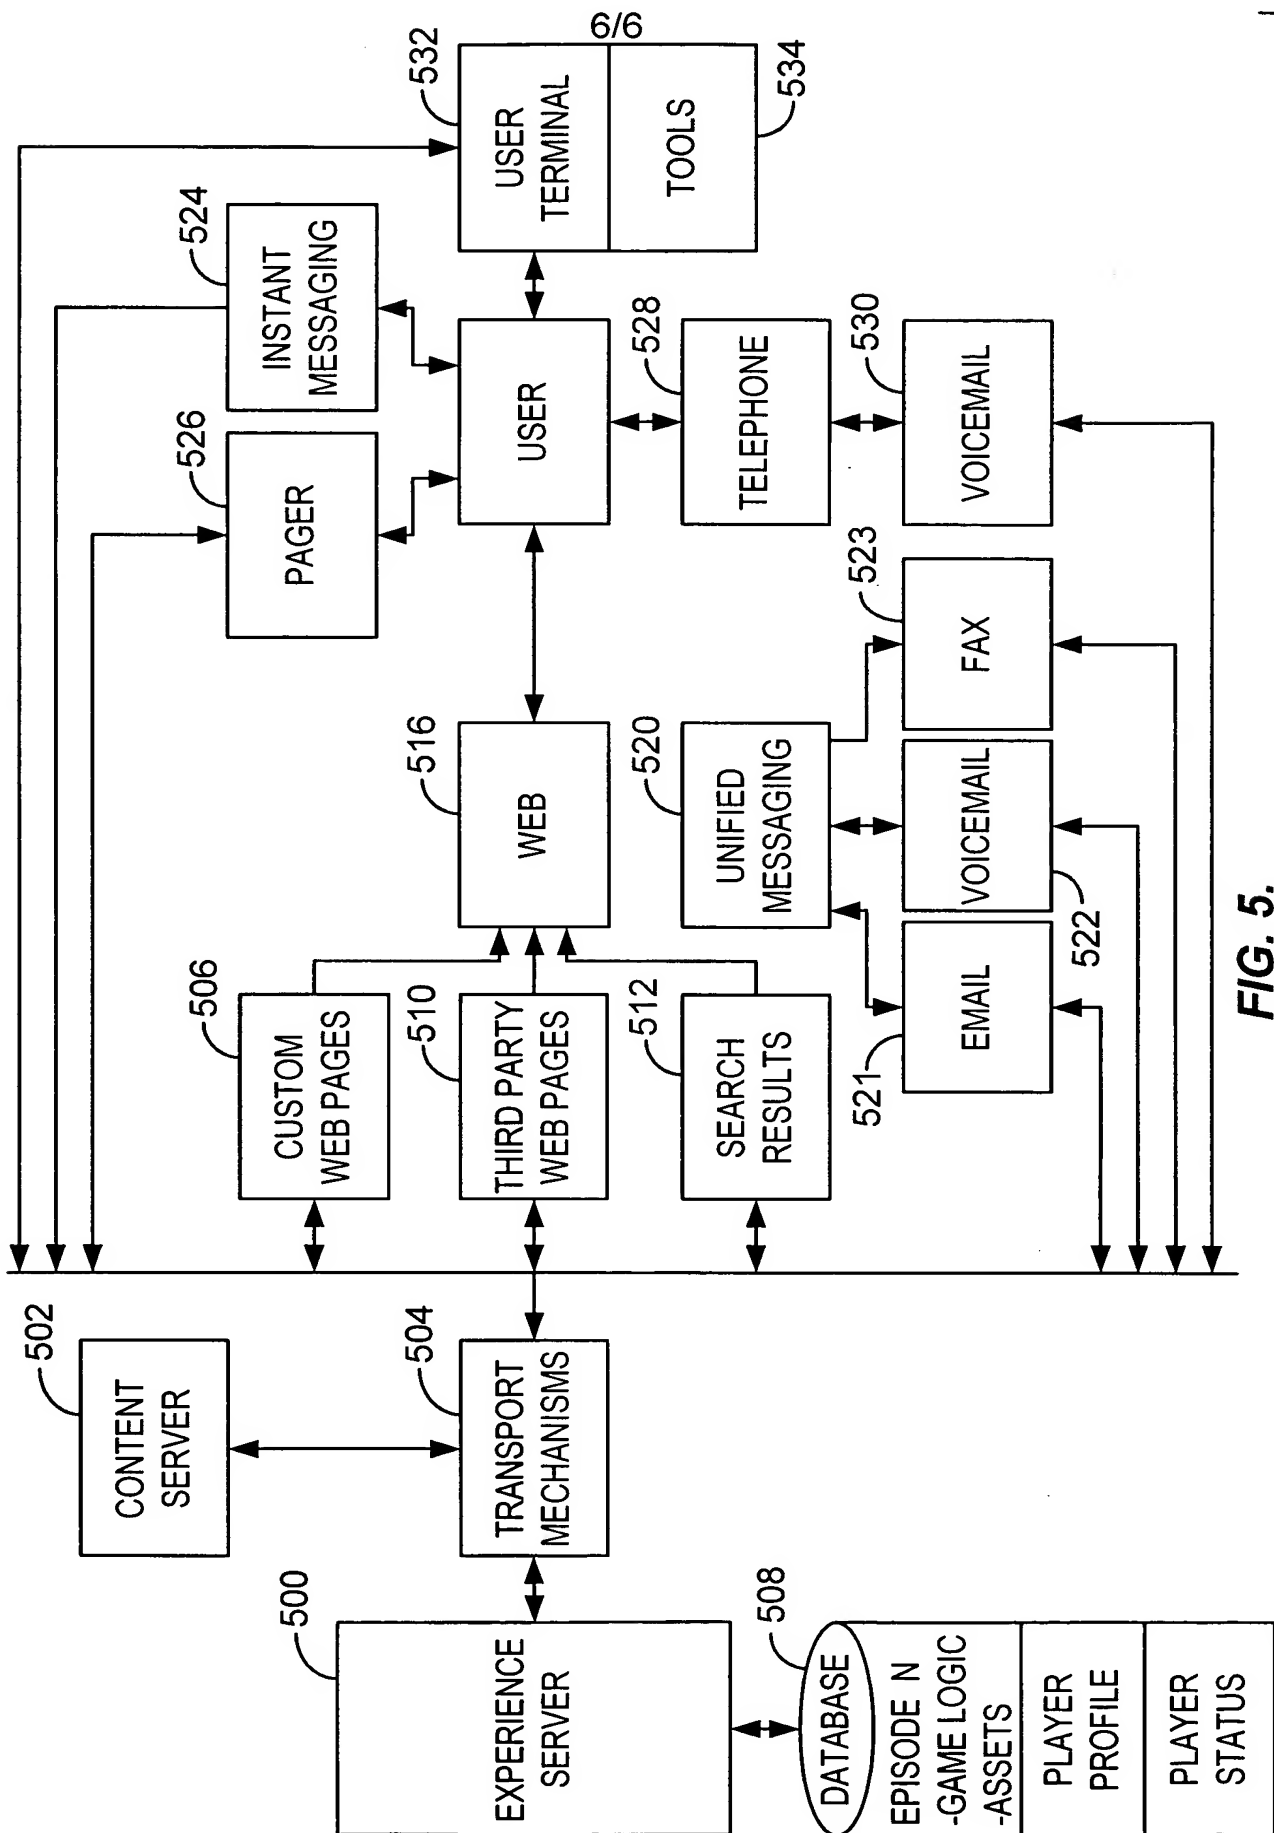 6/6
500
EXPERIENCE
SERVER
502
CONTENT
SERVER
504
TRANSPORT
MECHANISMS
508
DATABASE
EPISODE N
-GAME LOGIC
-ASSETS
PLAYER
PROFILE
PLAYER
STATUS
506
CUSTOM
WEB PAGES
510
THIRD PARTY
WEB PAGES
512
SEARCH
RESULTS
516
WEB
520
UNIFIED
MESSAGING
521
EMAIL
522
VOICEMAIL
523
FAX
526
PAGER
524
INSTANT
MESSAGING
USER
528
TELEPHONE
530
VOICEMAIL
532
USER
TERMINAL
TOOLS
534
FIG. 5.